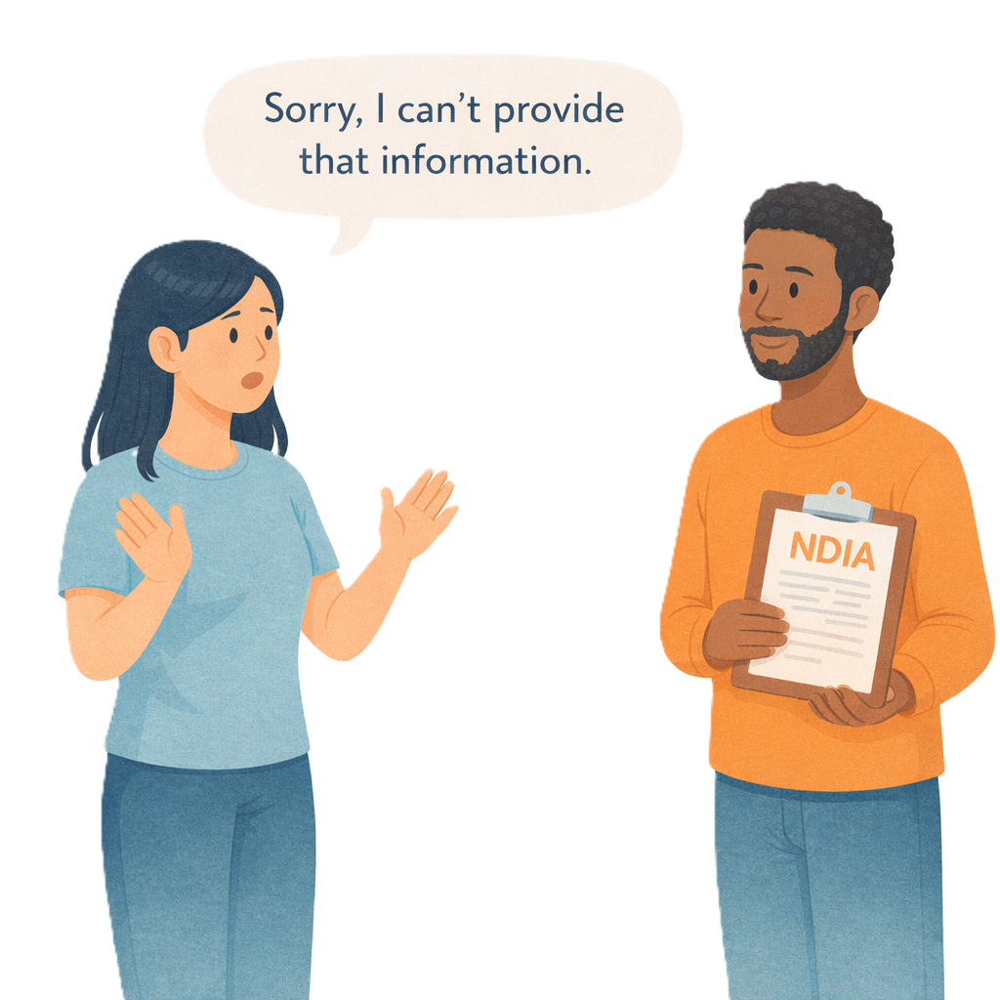 Sorry, I can’t provide
that information.
NDIA